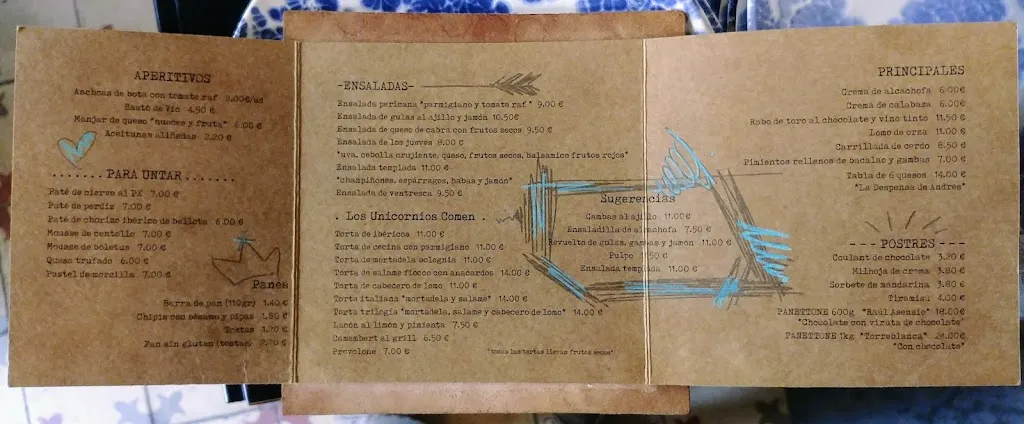 APERITIVOS
Anchoas de bota con tomate raf 9.00€/ud
Basté de Vic 4.50 €
Manjar de queso "nueces y fruta" 6.00 €
Aceitunas aliñadas 2.20 €
....... PARA UNTAR .......
Paté de ciervo al PX 7.00 €
Paté de perdiz 7.00 €
Paté de chorizo ibérico de bellota 6.00 €
Mousse de centollo 7.00 €
Mousse de boletus 7.00 €
Queso trufado 6.00 €
Pastel de morcilla 7.00 €
Panes
Barra de pan (110gr) 1.40 €
Chipie con sésamo y pipas 1.80 €
Tostas 1.20 €
Pan sin gluten (tostas) 2.20 €
-ENSALADAS-
Ensalada pericana "parmigiano y tomate raf" 9.00 €
Ensalada de gulas al ajillo y jamón 10.50€
Ensalada de queso de cabra con frutos secos 9.50 €
Ensalada de los jueves 8.00 €
"uva, cebolla crujiente, queso, frutos secos, balsamico frutos rojos"
Ensalada templada 11.00 €
"champiñones, espárragos, habas y jamón"
Ensalada de ventresca 9.50 €
. Los Unicornios Comen .
Torta de ibéricos 11.00 €
Torta de cecina con parmigiano 11.00 €
Torta de mortadela bolognia 11.00 €
Torta de salame fiocco con anacardos 14.00 €
Torta de cabecero de lomo 11.00 €
Torta italiana "mortadela y salame" 14.00 €
Torta trilogía "mortadela, salame y cabecero de lomo" 14.00 €
Lacón al limón y pimienta 7.50 €
Camembert al grill 6.50 €
Provolone 7.00 €
"todas las tortas llevan frutos secos"
Sugerencias
Gambas al ajillo 11.00€
Ensaladilla de alcachofa 7.50 €
Revuelto de gulas, gambas y jamón 11.00 €
Pulpo
Ensalada templada 11.00 €
PRINCIPALES
Crema de alcachofa 6.00€
Crema de calabaza 6.00€
Rabo de toro al chocolate y vino tinto 11.50 €
Lomo de orza 11.00 €
Carrillada de cerdo 8.50 €
Pimientos rellenos de bacalao y gambas 7.00 €
Tabla de 6 quesos 14.00 €
"La Despensa de Andres"
--- POSTRES ---
Coulant de chocolate 3.20 €
Milhoja de crema 3.80 €
Sorbete de mandarina 3.80 €
Tiramisú 4.00 €
PANETTONE 600g "Raúl Asensio" 18.00€
"Chocolate con viruta de chocolate"
PANETTONE 1kg "Torreblanca" 24.00€
"Con chocolate"